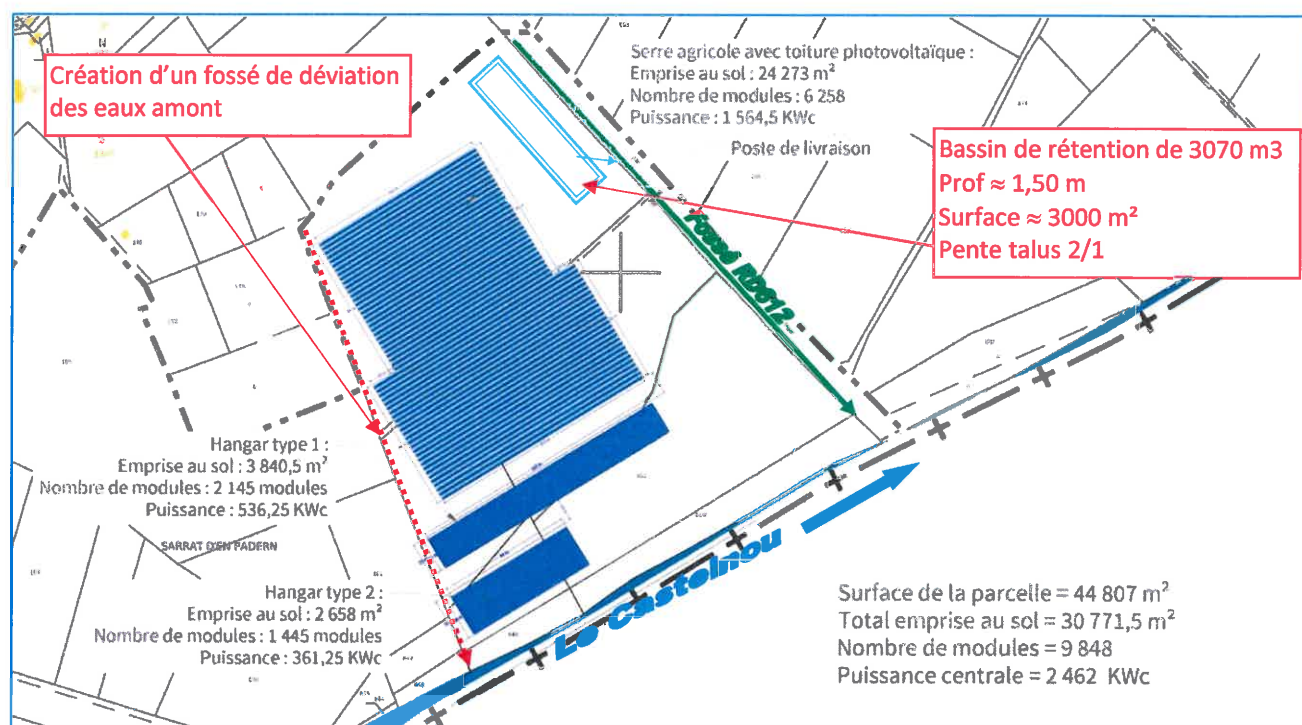 Création d'un fossé de déviation
des eaux amont
Serre agricole avec toiture photovoltaïque :
Emprise au sol : 24 273 m²
Nombre de modules : 6 258
Puissance : 1 564,5 KWc
Poste de livraison
Bassin de rétention de 3070 m3
Prof ≈ 1,50 m
Surface ≈ 3000 m²
Pente talus 2/1
Fossé RD612
Hangar type 1 :
Emprise au sol : 3 840,5 m²
Nombre de modules : 2 145 modules
Puissance : 536,25 KWc
SARRAT D'EN PADERN
Hangar type 2 :
Emprise au sol : 2 658 m²
Nombre de modules : 1 445 modules
Puissance : 361,25 KWc
Le Castelnou
Surface de la parcelle = 44 807 m²
Total emprise au sol = 30 771,5 m²
Nombre de modules = 9 848
Puissance centrale = 2 462 KWc